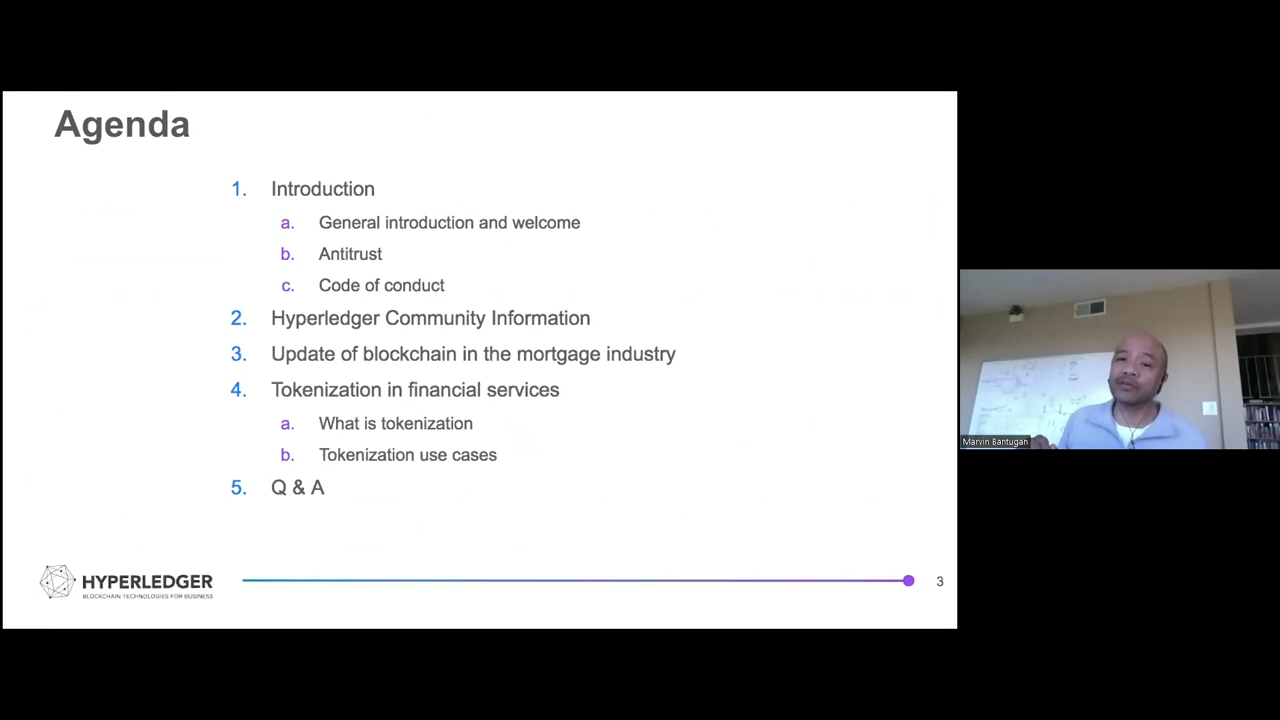 Agenda
1. Introduction
a. General introduction and welcome
b. Antitrust
c. Code of conduct
2. Hyperledger Community Information
3. Update of blockchain in the mortgage industry
4. Tokenization in financial services
a. What is tokenization
b. Tokenization use cases
5. Q & A
HYPERLEDGER
BLOCKCHAIN TECHNOLOGIES FOR BUSINESS
3
Marvin Bantugan